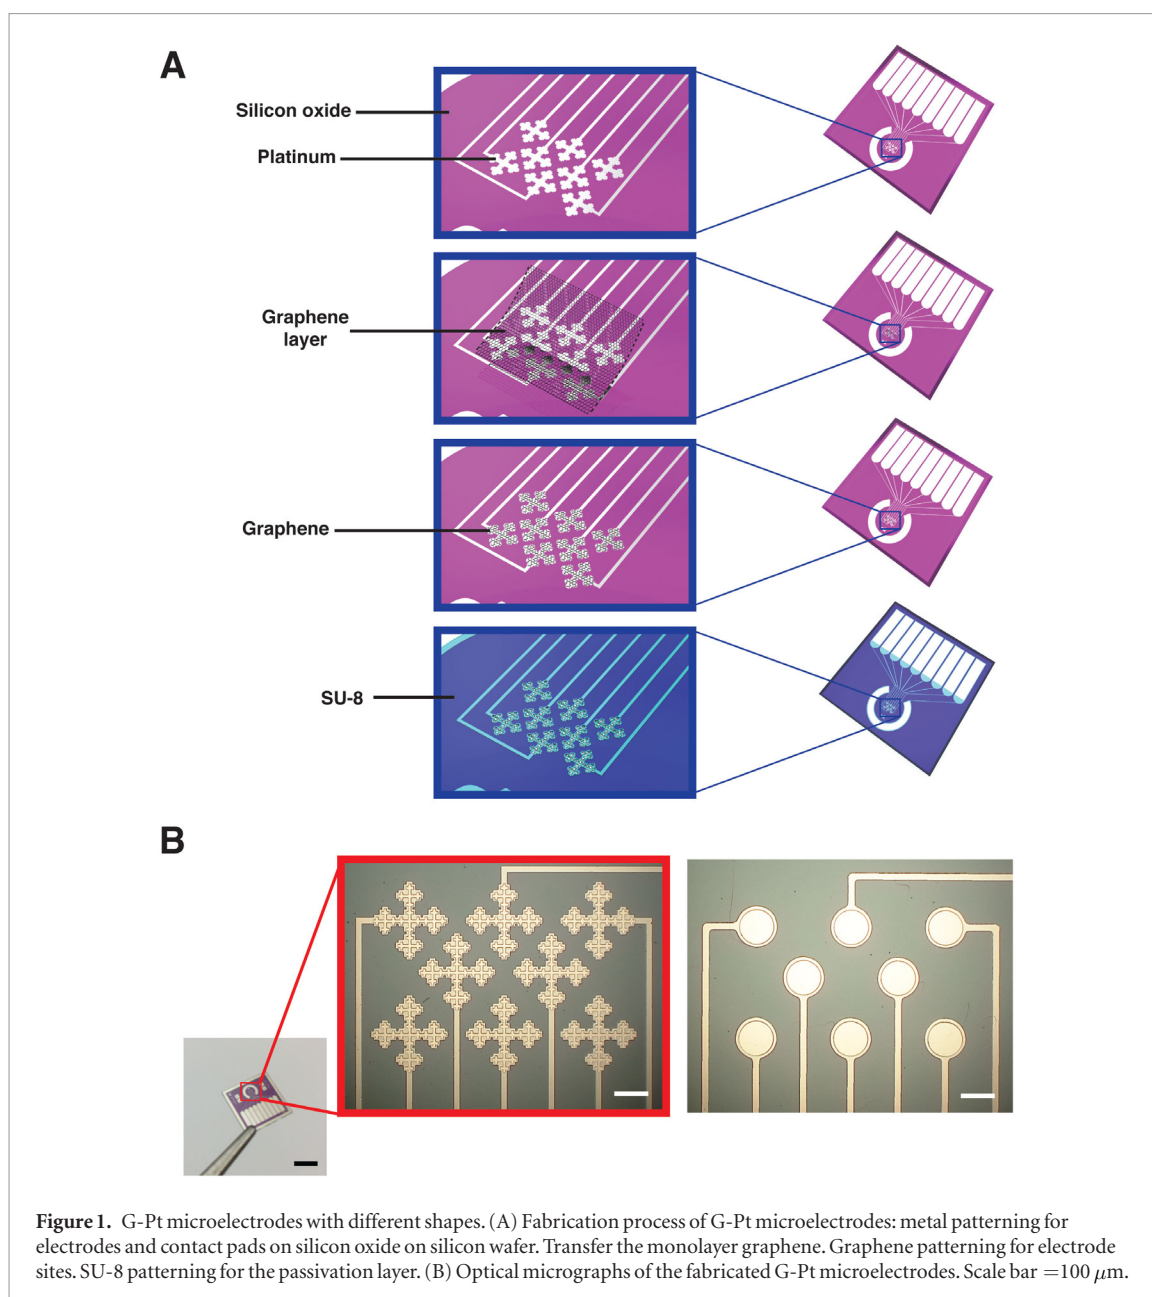 A
Silicon oxide
Platinum
Graphene
layer
Graphene
SU-8
B
Figure 1. G-Pt microelectrodes with different shapes. (A) Fabrication process of G-Pt microelectrodes: metal patterning for
electrodes and contact pads on silicon oxide on silicon wafer. Transfer the monolayer graphene. Graphene patterning for electrode
sites. SU-8 patterning for the passivation layer. (B) Optical micrographs of the fabricated G-Pt microelectrodes. Scale bar =100 μm.